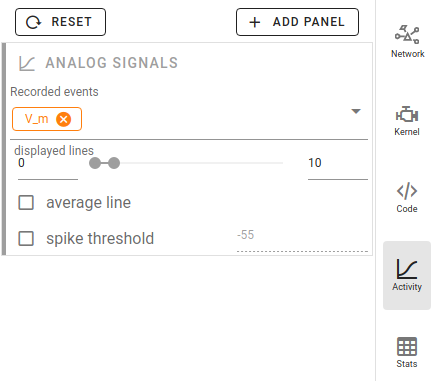 RESET
ADD PANEL
ANALOG SIGNALS
Recorded events
V_m
displayed lines
0
10
average line
spike threshold
-55
Network
Kernel
Code
Activity
Stats